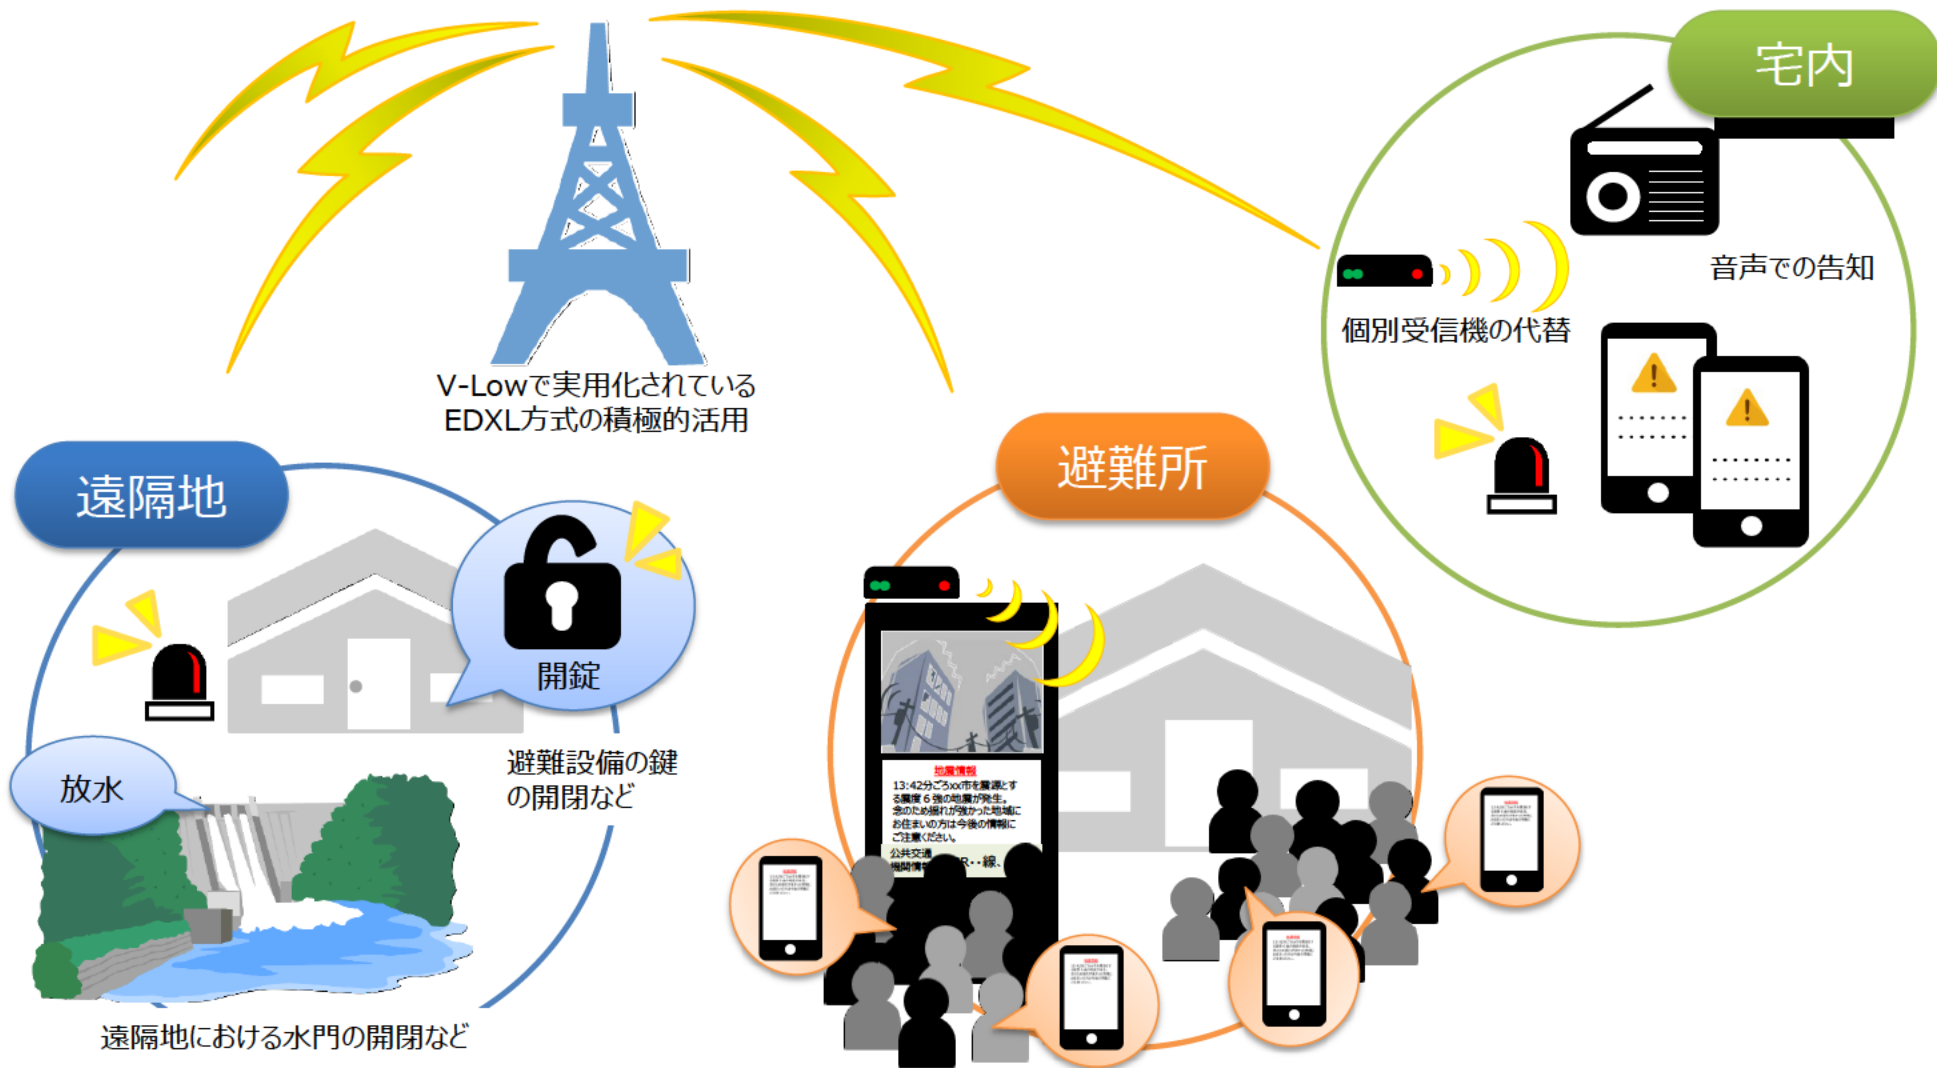 宅内
音声での告知
個別受信機の代替
V-Lowで実用化されている
EDXL方式の積極的活用
遠隔地
開錠
避難設備の鍵
の開閉など
放水
遠隔地における水門の開閉など
避難所
地震情報
13:42分ごろxx市を震源とす
る震度6強の地震が発生。
念のため揺れが強かった地域に
お住まいの方は今後の情報に
ご注意ください。
公共交通
機関情報
R・・線、